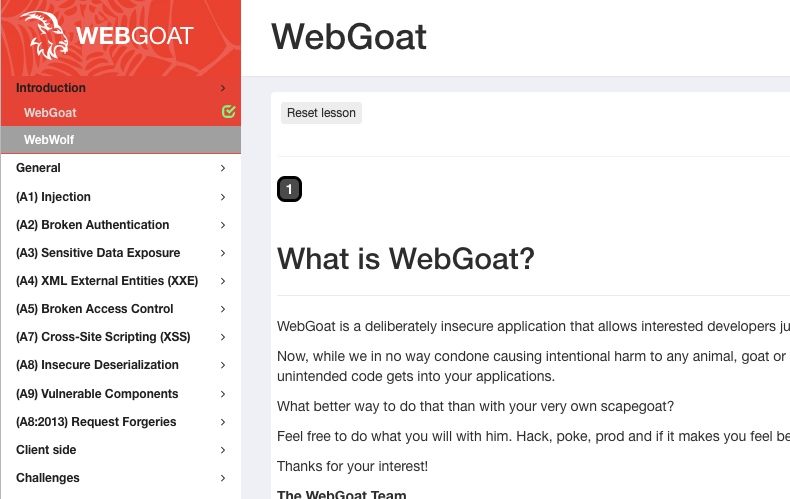 WEBGOAT
WebGoat
Introduction
WebGoat
WebWolf
General
(A1) Injection
(A2) Broken Authentication
(A3) Sensitive Data Exposure
(A4) XML External Entities (XXE)
(A5) Broken Access Control
(A7) Cross-Site Scripting (XSS)
(A8) Insecure Deserialization
(A9) Vulnerable Components
(A8:2013) Request Forgeries
Client side
Challenges
Reset lesson
1
What is WebGoat?
WebGoat is a deliberately insecure application that allows interested developers ju
Now, while we in no way condone causing intentional harm to any animal, goat or
unintended code gets into your applications.
What better way to do that than with your very own scapegoat?
Feel free to do what you will with him. Hack, poke, prod and if it makes you feel be
Thanks for your interest!
The WebGoat Team